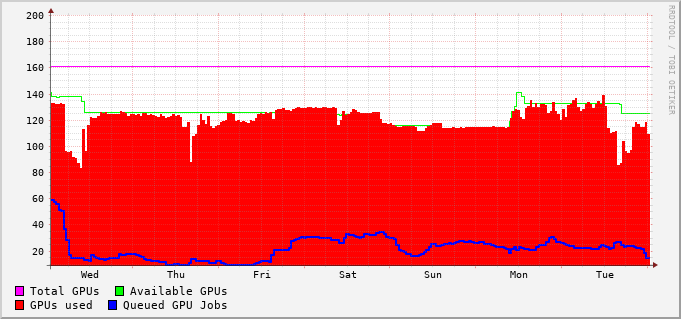 200
180
160
140
120
100
80
60
40
20
Wed Thu Fri Sat Sun Mon Tue
Total GPUs Available GPUs
GPUs used Queued GPU Jobs
RRDTOOL / TOBI OETIKER